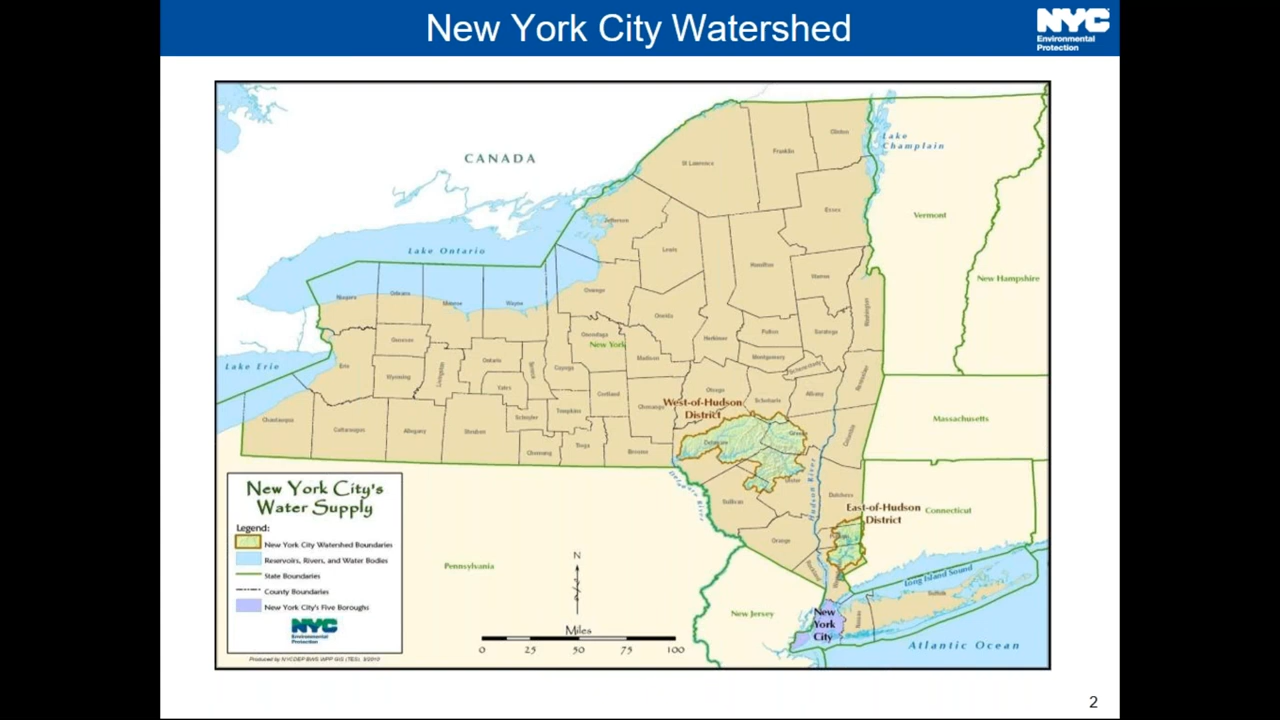 New York City Watershed
NYC
Environmental
Protection
CANADA
Lake
Champlain
Clinton
Franklin
St Lawrence
Essex
Vermont
Jefferson
Lewis
Hamilton
Warren
New Hampshire
Lake Ontario
Niagara
Orleans
Monroe
Wayne
Oswego
Oneida
Herkimer
Fulton
Saratoga
Washington
Genesee
Onondaga
New York
Madison
Montgomery
Schenectady
Lake Erie
Erie
Wyoming
Livingston
Ontario
Yates
Seneca
Cayuga
Cortland
Chenango
Otsego
Schoharie
Albany
Rensselaer
West-of-Hudson
District
Massachusetts
Chautauqua
Cattaraugus
Allegany
Steuben
Schuyler
Tompkins
Chemung
Tioga
Broome
Delaware
Greene
Columbia
Ulster
Hudson River
Delaware River
Sullivan
Dutchess
East-of-Hudson
District
Connecticut
Orange
Putnam
Rockland
Pennsylvania
New Jersey
Long Island Sound
Suffolk
Nassau
New
York
City
Atlantic Ocean
New York City's
Water Supply
Legend:
New York City Watershed Boundaries
Reservoirs, Rivers, and Water Bodies
State Boundaries
County Boundaries
New York City's Five Boroughs
NYC
Environmental
Protection
N
Miles
0 25 50 75 100
2